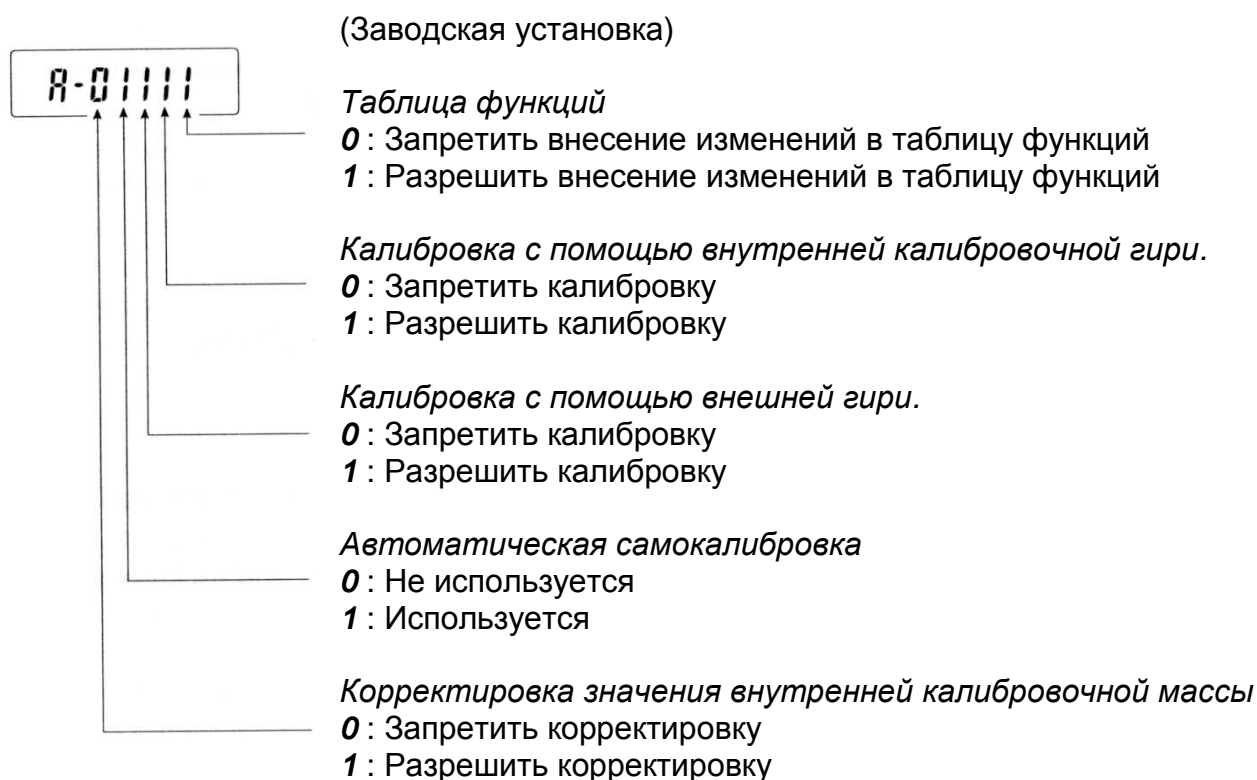 (Заводская установка)
A-01111
Таблица функций
0 : Запретить внесение изменений в таблицу функций
1 : Разрешить внесение изменений в таблицу функций
Калибровка с помощью внутренней калибровочной гири.
0 : Запретить калибровку
1 : Разрешить калибровку
Калибровка с помощью внешней гири.
0 : Запретить калибровку
1 : Разрешить калибровку
Автоматическая самокалибровка
0 : Не используется
1 : Используется
Корректировка значения внутренней калибровочной массы
0 : Запретить корректировку
1 : Разрешить корректировку